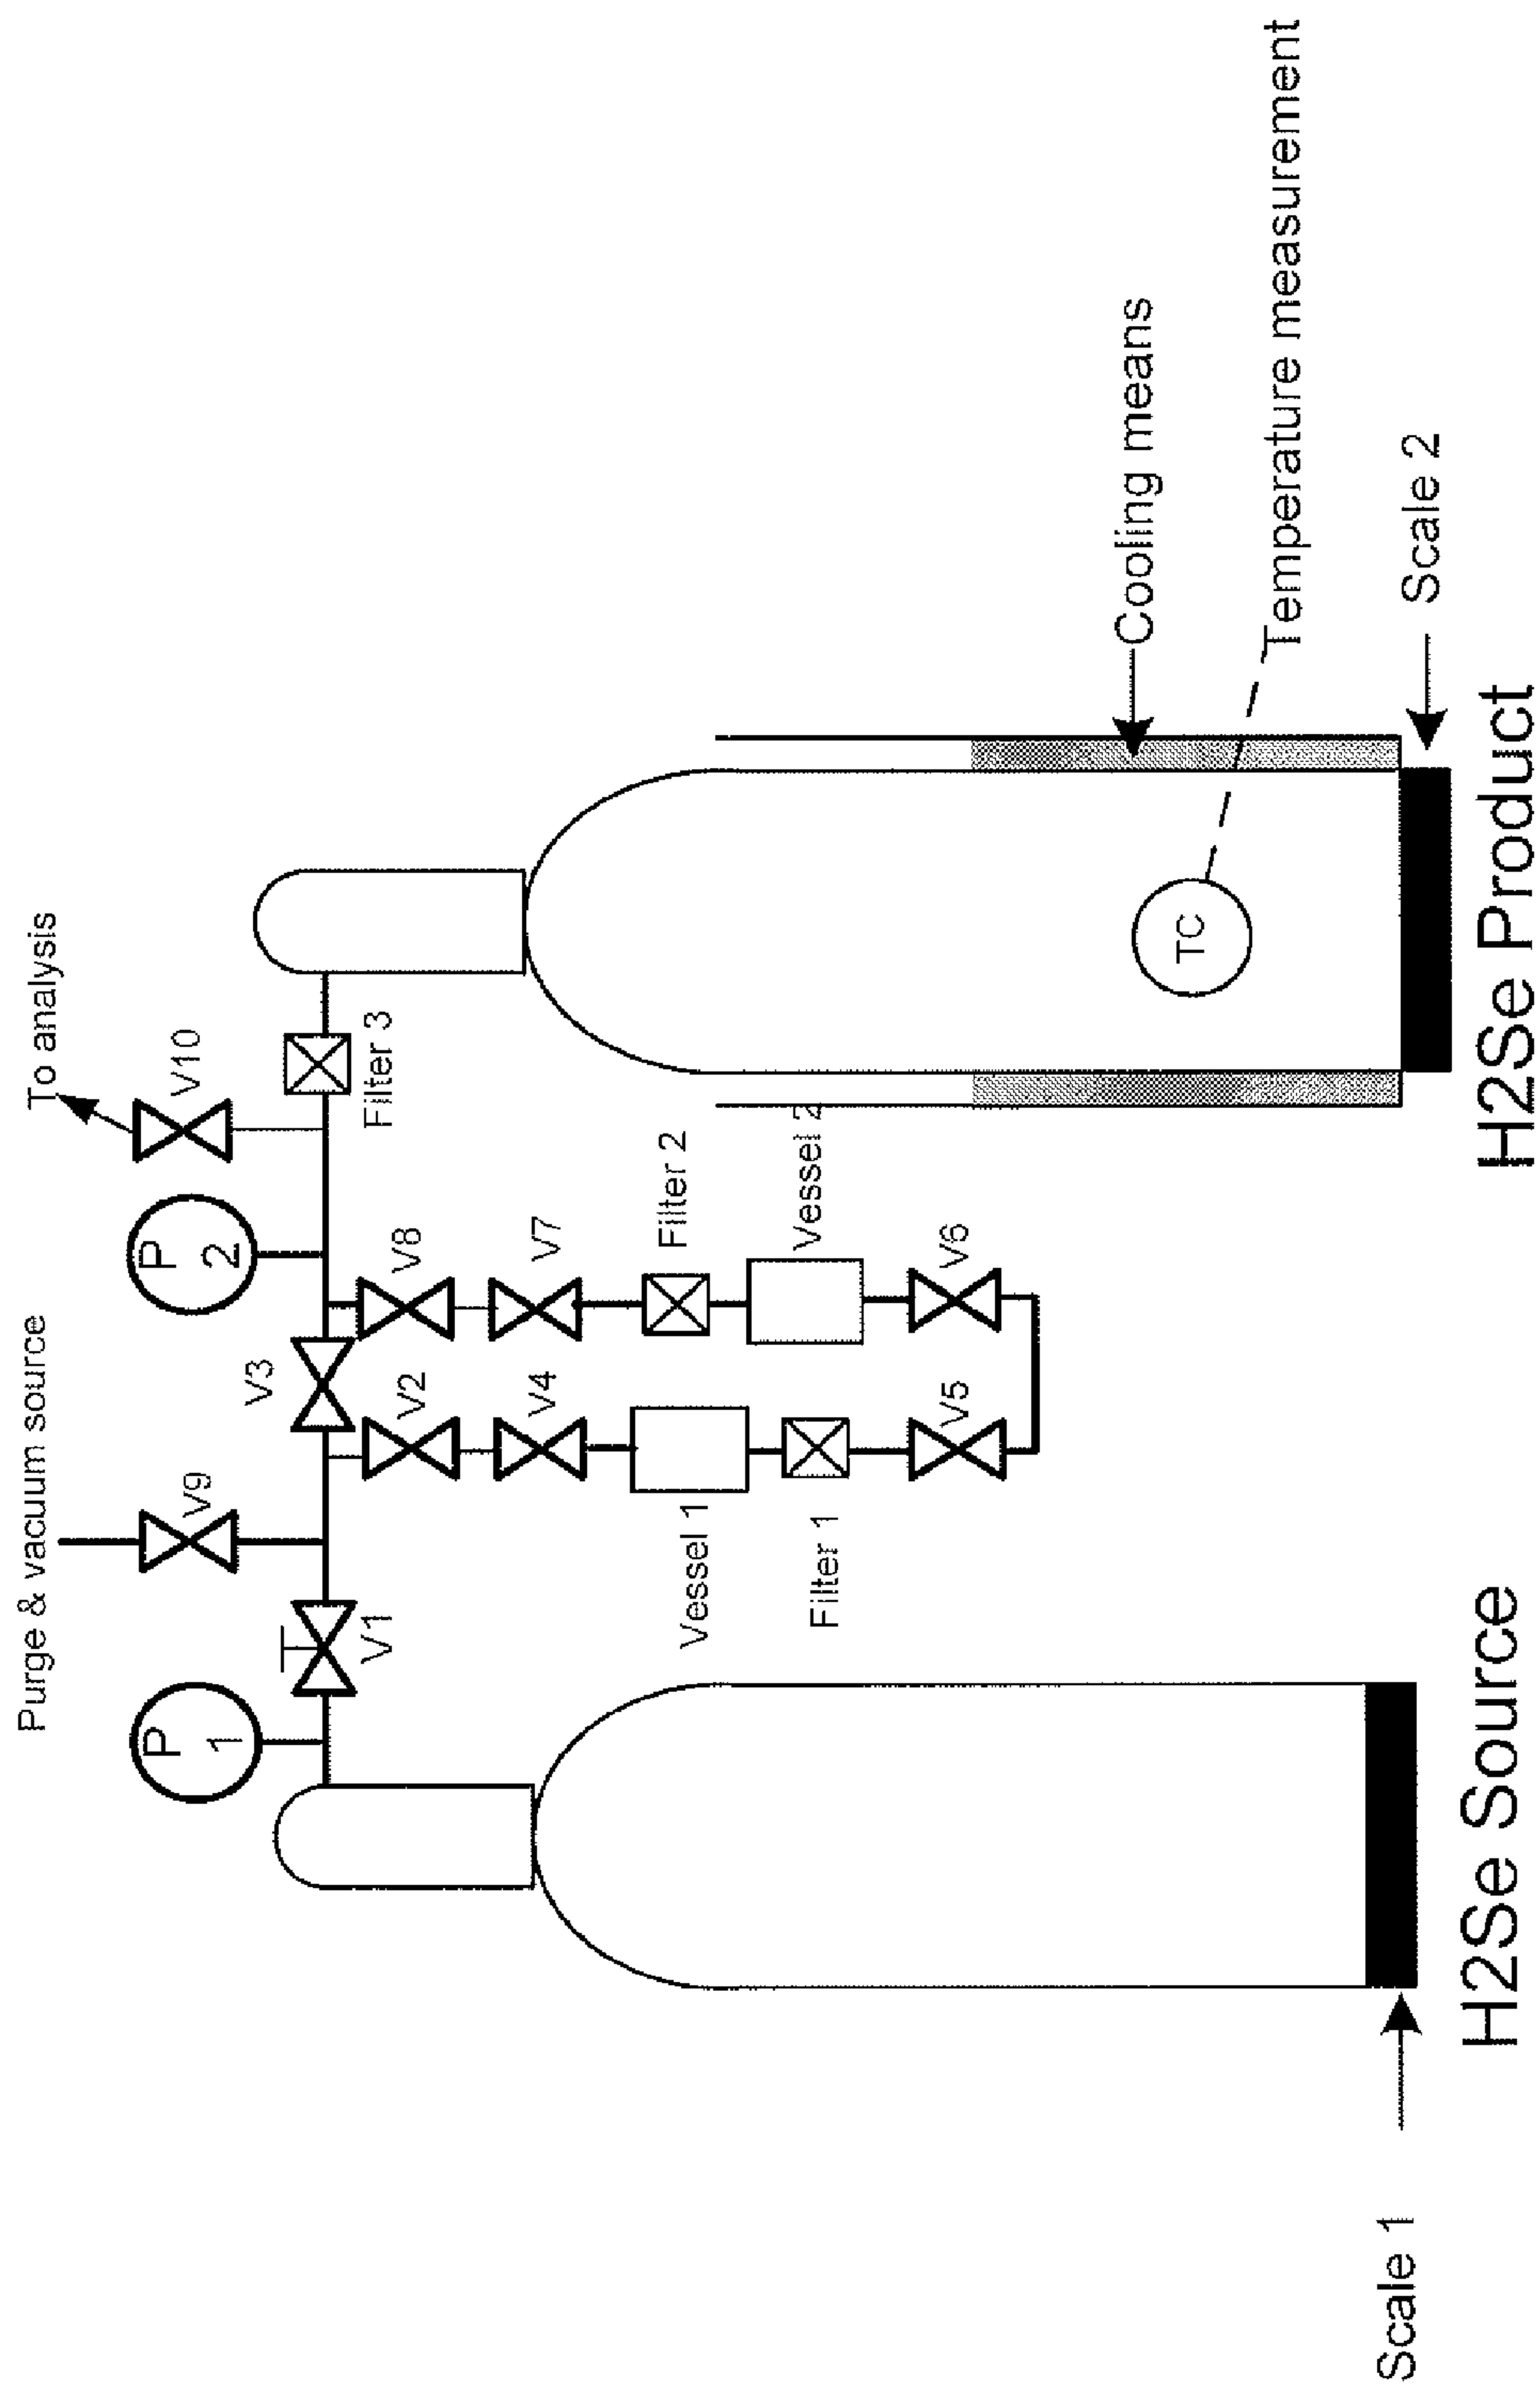 Purge & vacuum source
To analysis
P
1
P
2
V9
V10
V1
V3
Filter 3
V2
V8
V4
V7
Vessel 1
Filter 2
Filter 1
Vessel 2
V5
V6
Cooling means
TC
Temperature measurement
Scale 1
Scale 2
H2Se Source
H2Se Product